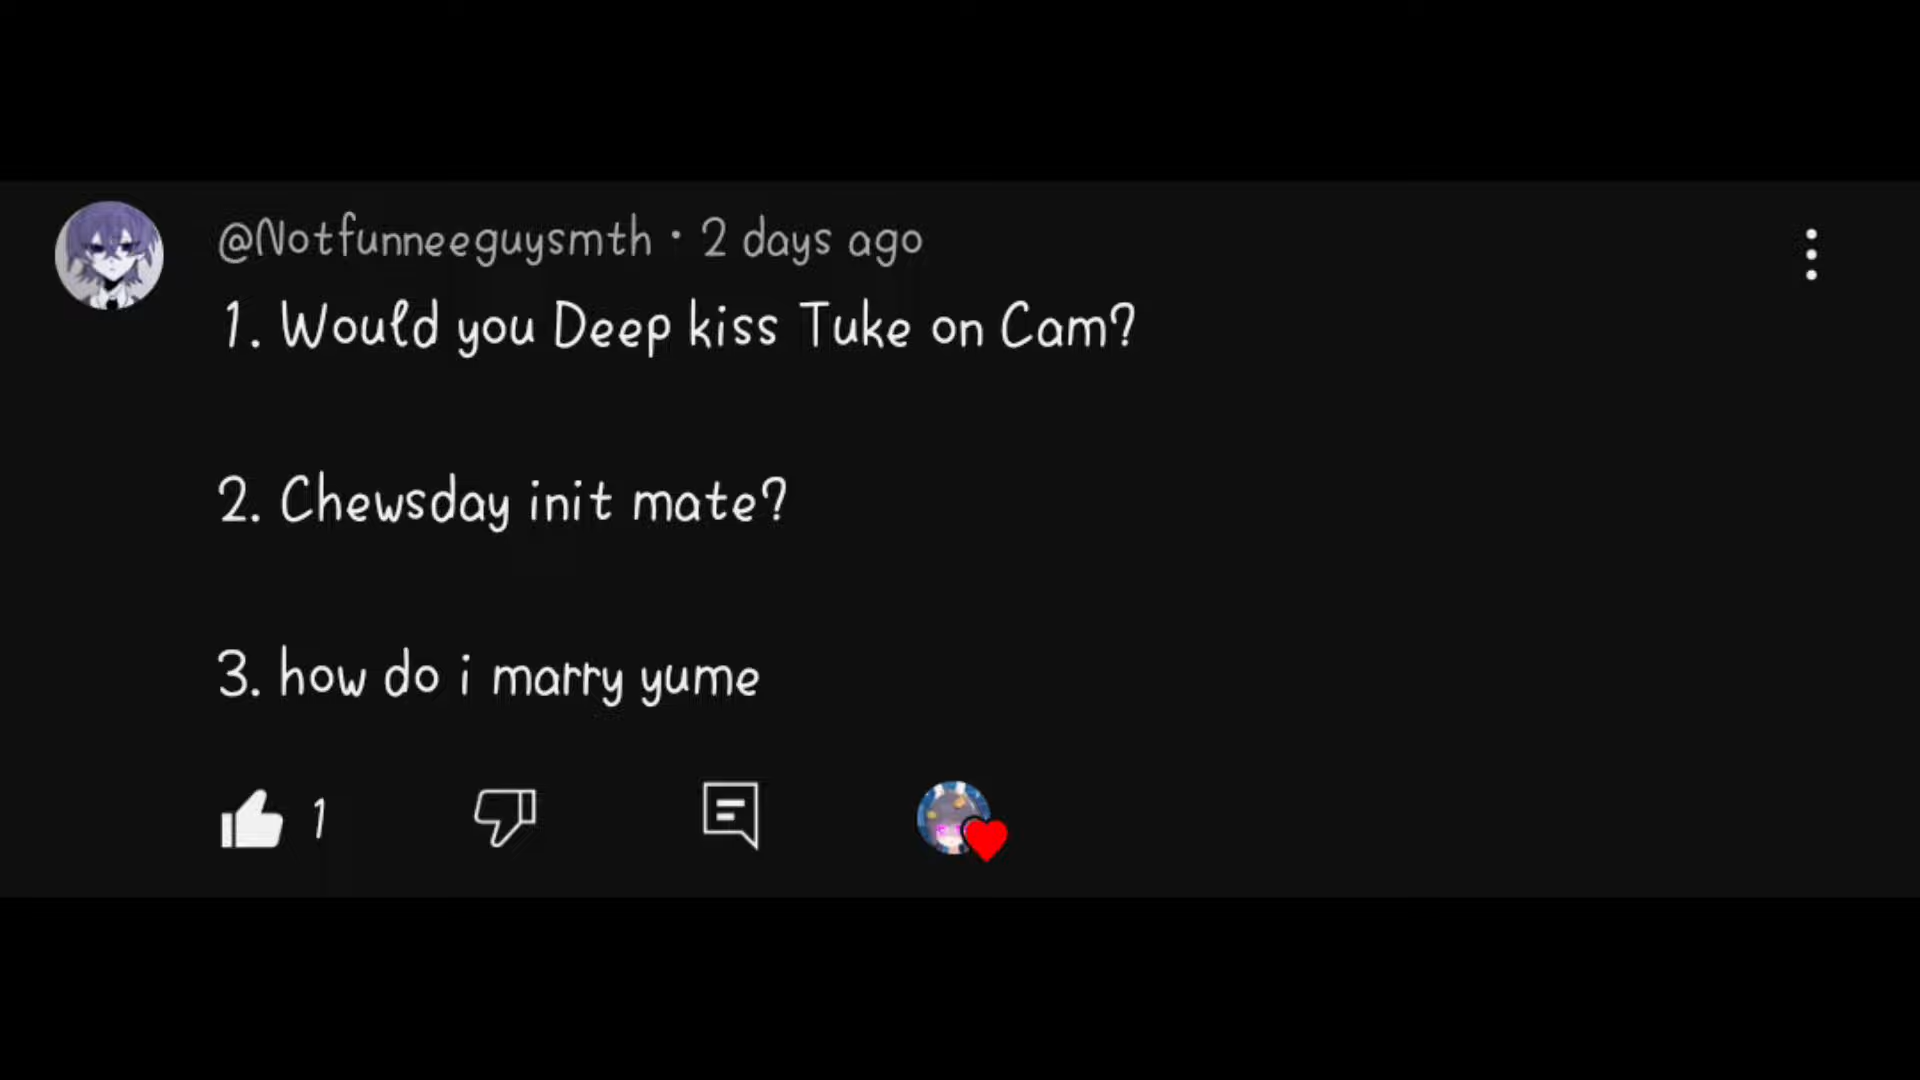 @Notfunneeguysmth · 2 days ago
1. Would you Deep kiss Tuke on Cam?
2. Chewsday init mate?
3. how do i marry yume
1